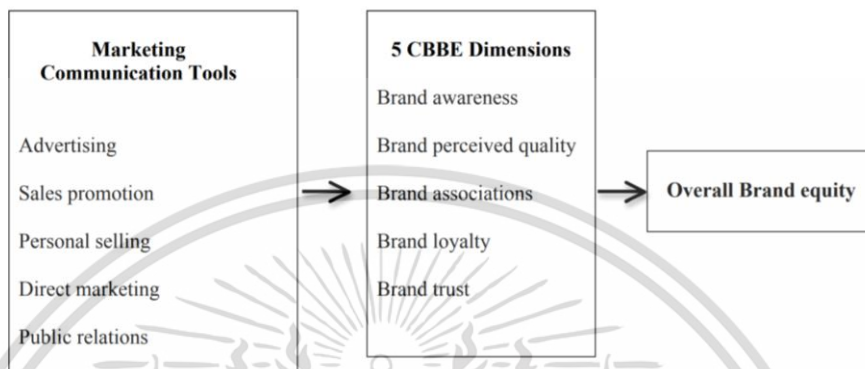 Marketing
Communication Tools
Advertising
Sales promotion
Personal selling
Direct marketing
Public relations
5 CBBE Dimensions
Brand awareness
Brand perceived quality
Brand associations
Brand loyalty
Brand trust
Overall Brand equity